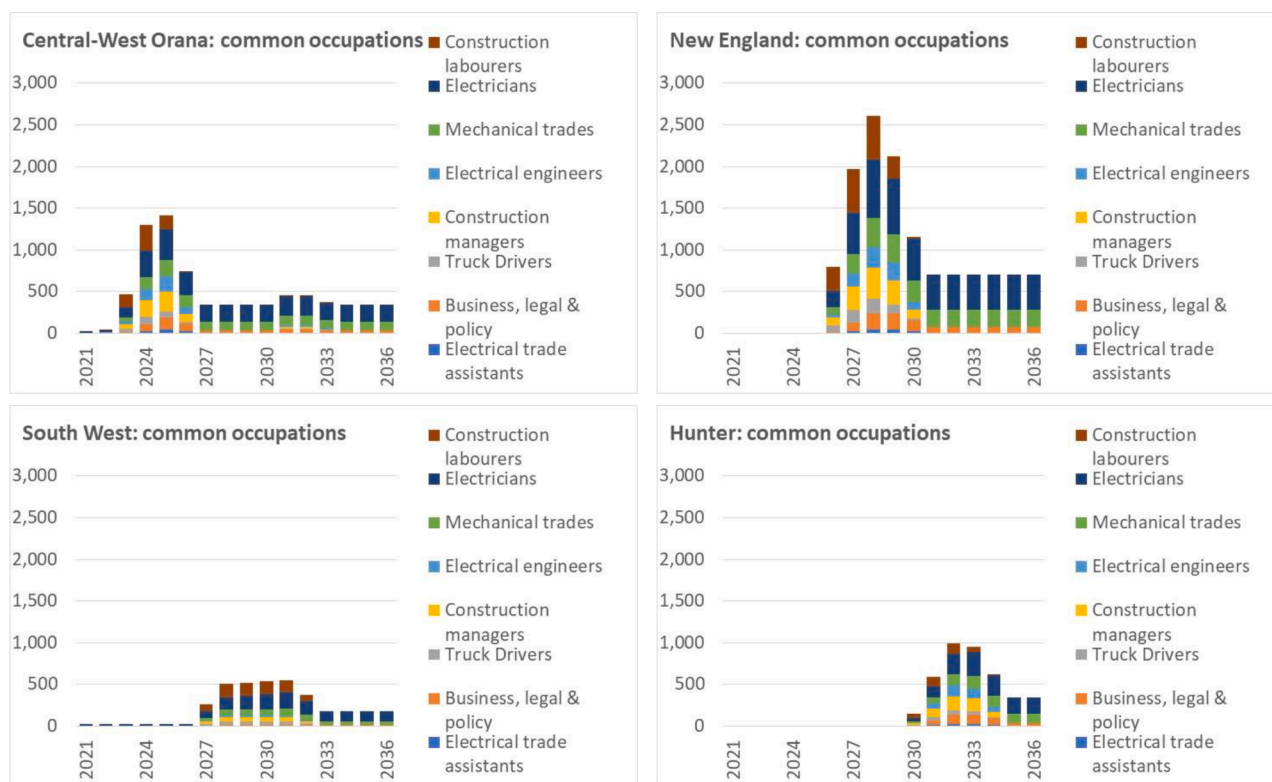 Central-West Orana: common occupations
3,000
2,500
2,000
1,500
1,000
500
0
2021
2024
2027
2030
2033
2036
Construction
labourers
Electricians
Mechanical trades
Electrical engineers
Construction
managers
Truck Drivers
Business, legal &
policy
Electrical trade
assistants
New England: common occupations
3,000
2,500
2,000
1,500
1,000
500
0
2021
2024
2027
2030
2033
2036
Construction
labourers
Electricians
Mechanical trades
Electrical engineers
Construction
managers
Truck Drivers
Business, legal &
policy
Electrical trade
assistants
South West: common occupations
3,000
2,500
2,000
1,500
1,000
500
0
2021
2024
2027
2030
2033
2036
Construction
labourers
Electricians
Mechanical trades
Electrical engineers
Construction
managers
Truck Drivers
Business, legal &
policy
Electrical trade
assistants
Hunter: common occupations
3,000
2,500
2,000
1,500
1,000
500
0
2021
2024
2027
2030
2033
2036
Construction
labourers
Electricians
Mechanical trades
Electrical engineers
Construction
managers
Truck Drivers
Business, legal &
policy
Electrical trade
assistants